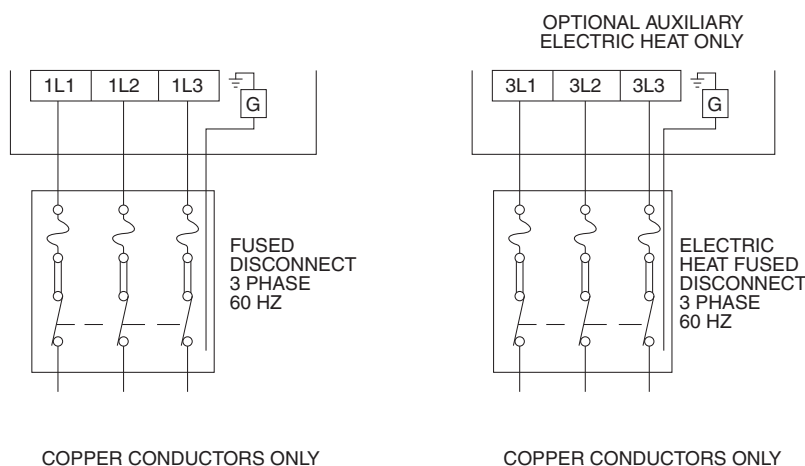 OPTIONAL AUXILIARY
ELECTRIC HEAT ONLY
1L1 1L2 1L3
G
3L1 3L2 3L3
G
FUSED
DISCONNECT
3 PHASE
60 HZ
ELECTRIC
HEAT FUSED
DISCONNECT
3 PHASE
60 HZ
COPPER CONDUCTORS ONLY
COPPER CONDUCTORS ONLY